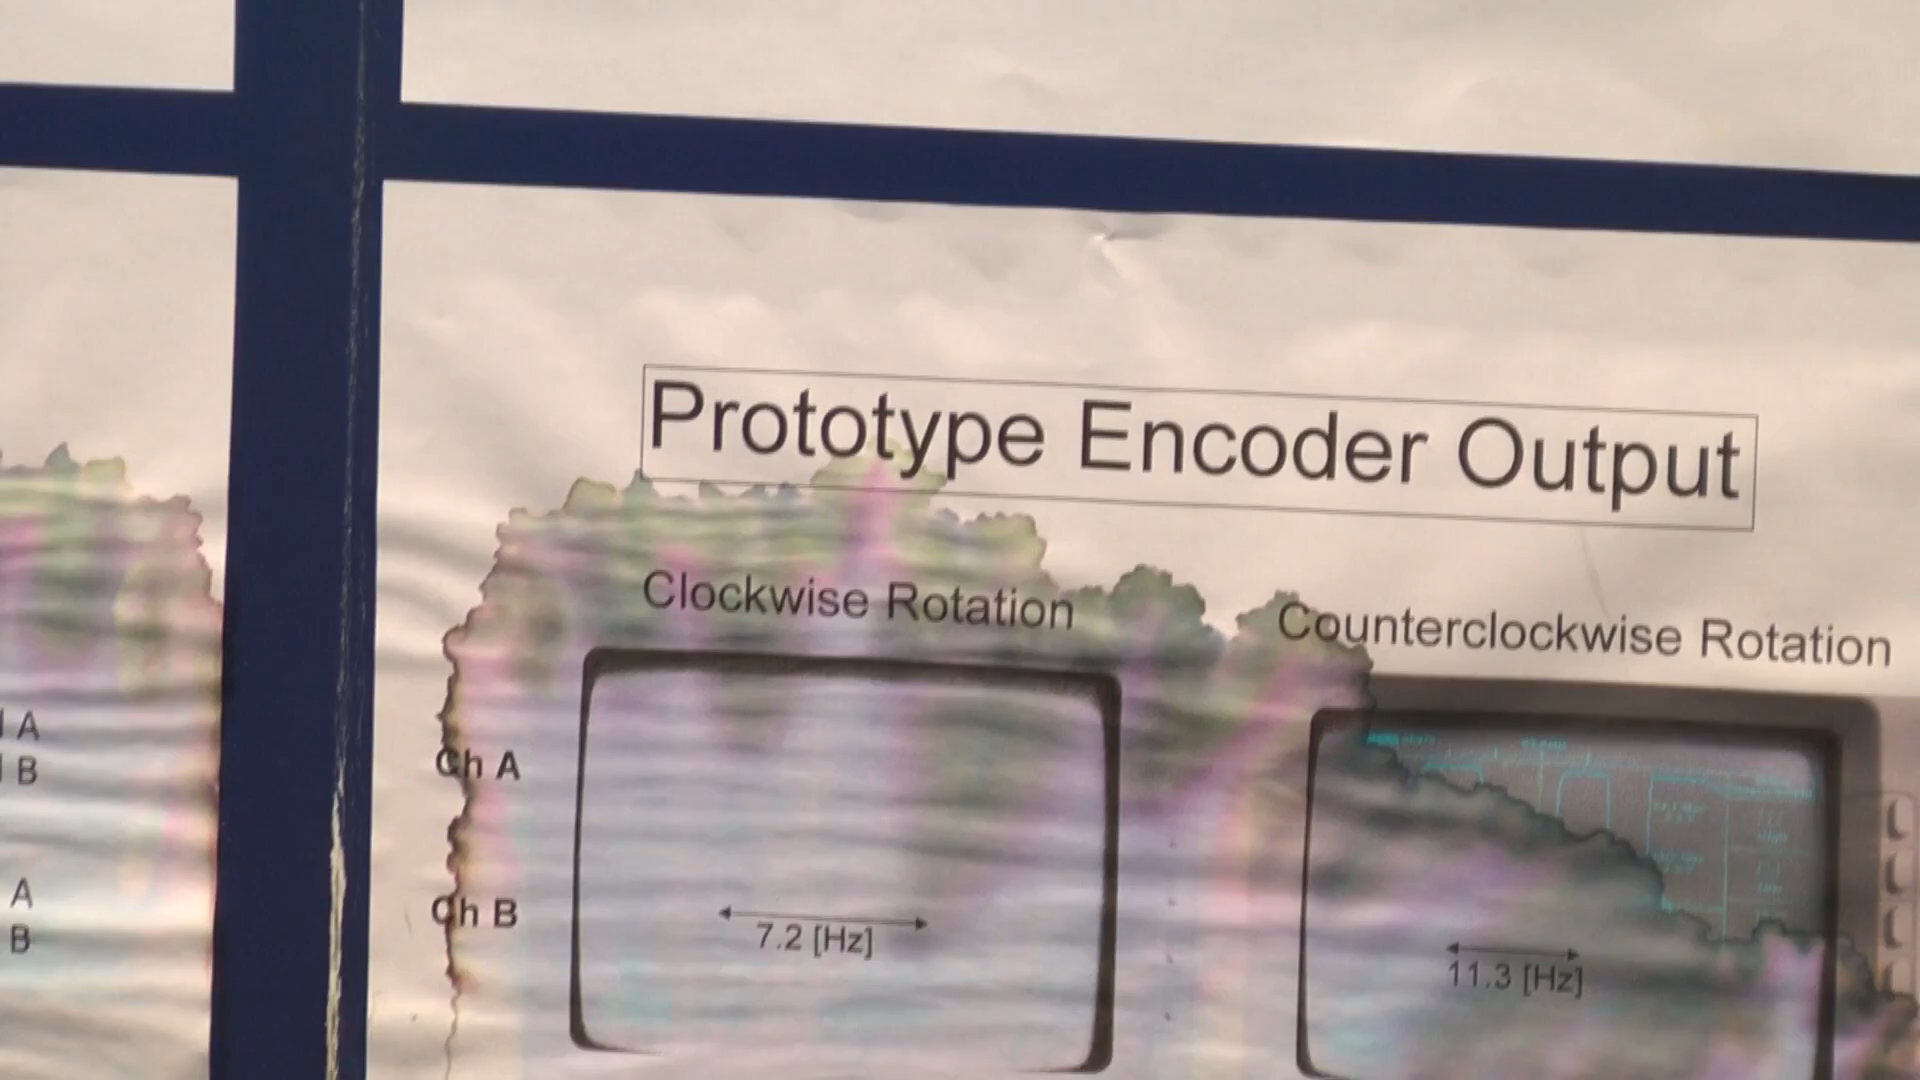 Prototype Encoder Output
Clockwise Rotation
Counterclockwise Rotation
A
B
Ch A
A
B
Ch B
7.2 [Hz]
11.3 [Hz]